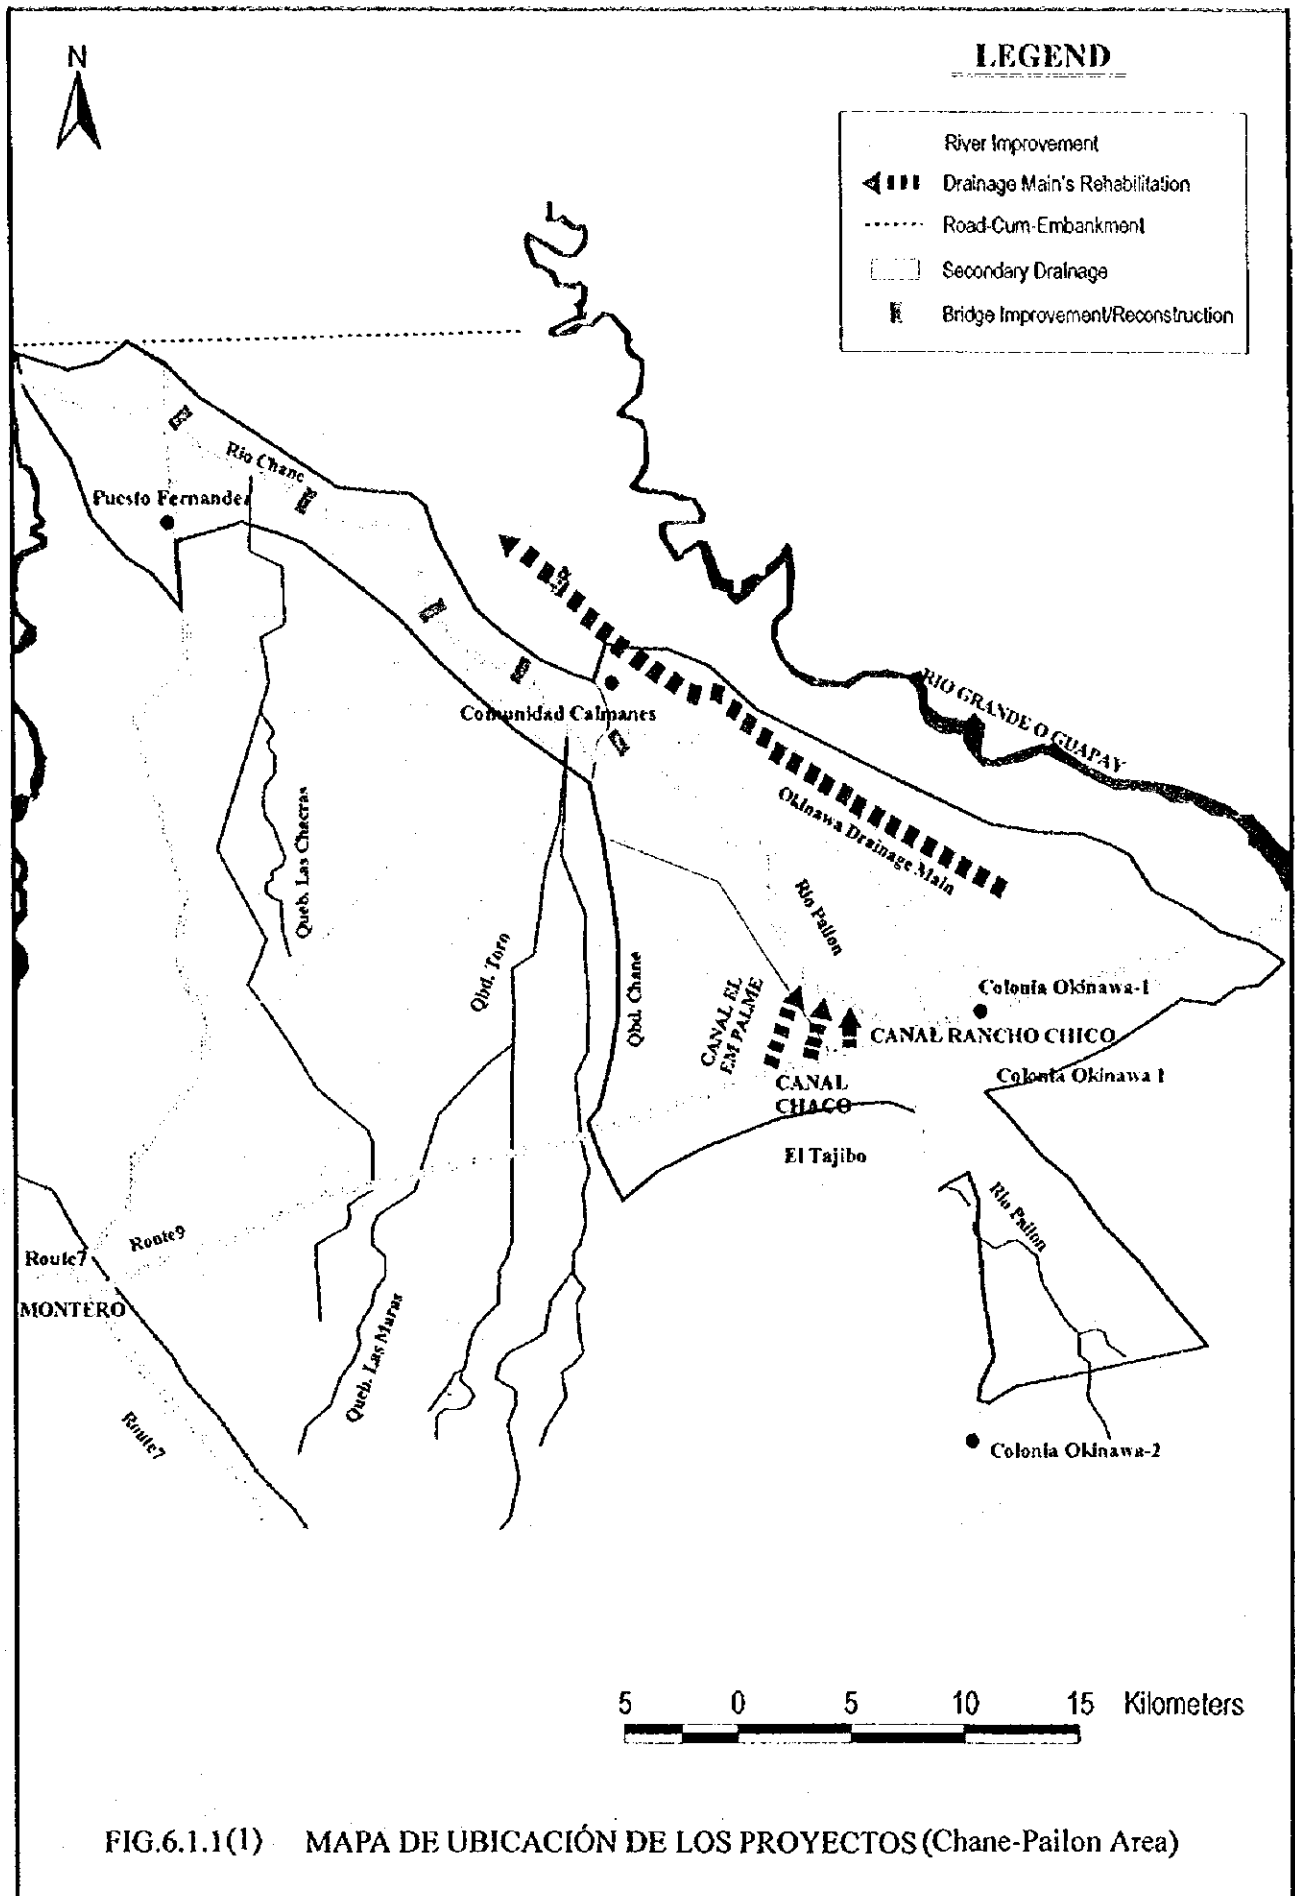 N
LEGEND
River Improvement
Drainage Main's Rehabilitation
Road-Cum-Embankment
Secondary Drainage
Bridge Improvement/Reconstruction
Rio Chane
Puesto Fernandez
Comunidad Calmanes
RIO GRANDE O GUAPAY
Okinawa Drainage Main
Queb. Las Chacras
Qbd. Toro
Qbd. Chane
Rio Pailon
CANAL EL
EM PALME
Colonia Okinawa-1
CANAL RANCHO CHICO
Colonia Okinawa 1
CANAL
CHACO
El Tajibo
Rio Pailon
Route9
Route7
MONTERO
Queb. Las Maras
Route7
Colonia Okinawa-2
5 0 5 10 15 Kilometers
FIG.6.1.1(1) MAPA DE UBICACIÓN DE LOS PROYECTOS (Chane-Pailon Area)